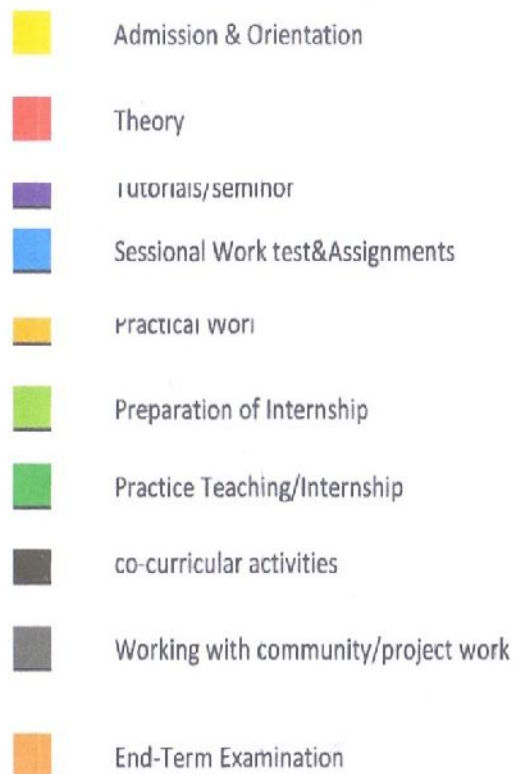 Admission & Orientation
Theory
Tutorials/seminor
Sessional Work test&Assignments
Practical Worl
Preparation of Internship
Practice Teaching/Internship
co-curricular activities
Working with community/project work
End-Term Examination